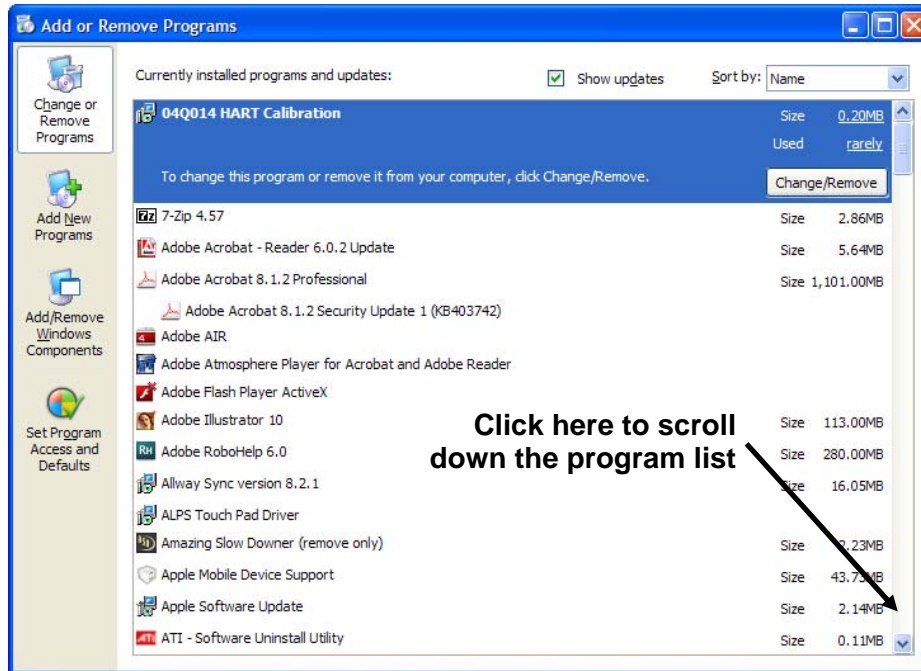 Add or Remove Programs
Change or
Remove
Programs
Add New
Programs
Add/Remove
Windows
Components
Set Program
Access and
Defaults
Currently installed programs and updates:
Show updates
Sort by: Name
04Q014 HART Calibration Size 0.20MB
Used rarely
To change this program or remove it from your computer, click Change/Remove. Change/Remove
7z 7-Zip 4.57 Size 2.86MB
Adobe Acrobat - Reader 6.0.2 Update Size 5.64MB
Adobe Acrobat 8.1.2 Professional Size 1,101.00MB
Adobe Acrobat 8.1.2 Security Update 1 (KB403742)
Adobe AIR
Adobe Atmosphere Player for Acrobat and Adobe Reader
Adobe Flash Player ActiveX
Adobe Illustrator 10 Size 113.00MB
RH Adobe RoboHelp 6.0 Size 280.00MB
Click here to scroll
down the program list
Allway Sync version 8.2.1 Size 16.05MB
ALPS Touch Pad Driver
Amazing Slow Downer (remove only) Size 2.23MB
Apple Mobile Device Support Size 43.73MB
Apple Software Update Size 2.14MB
ATI ATI - Software Uninstall Utility Size 0.11MB